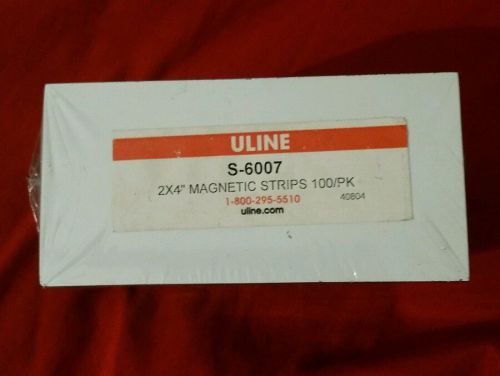 ULINE
S-6007
2X4" MAGNETIC STRIPS 100/PK
1-800-295-5510 40804
uline.com